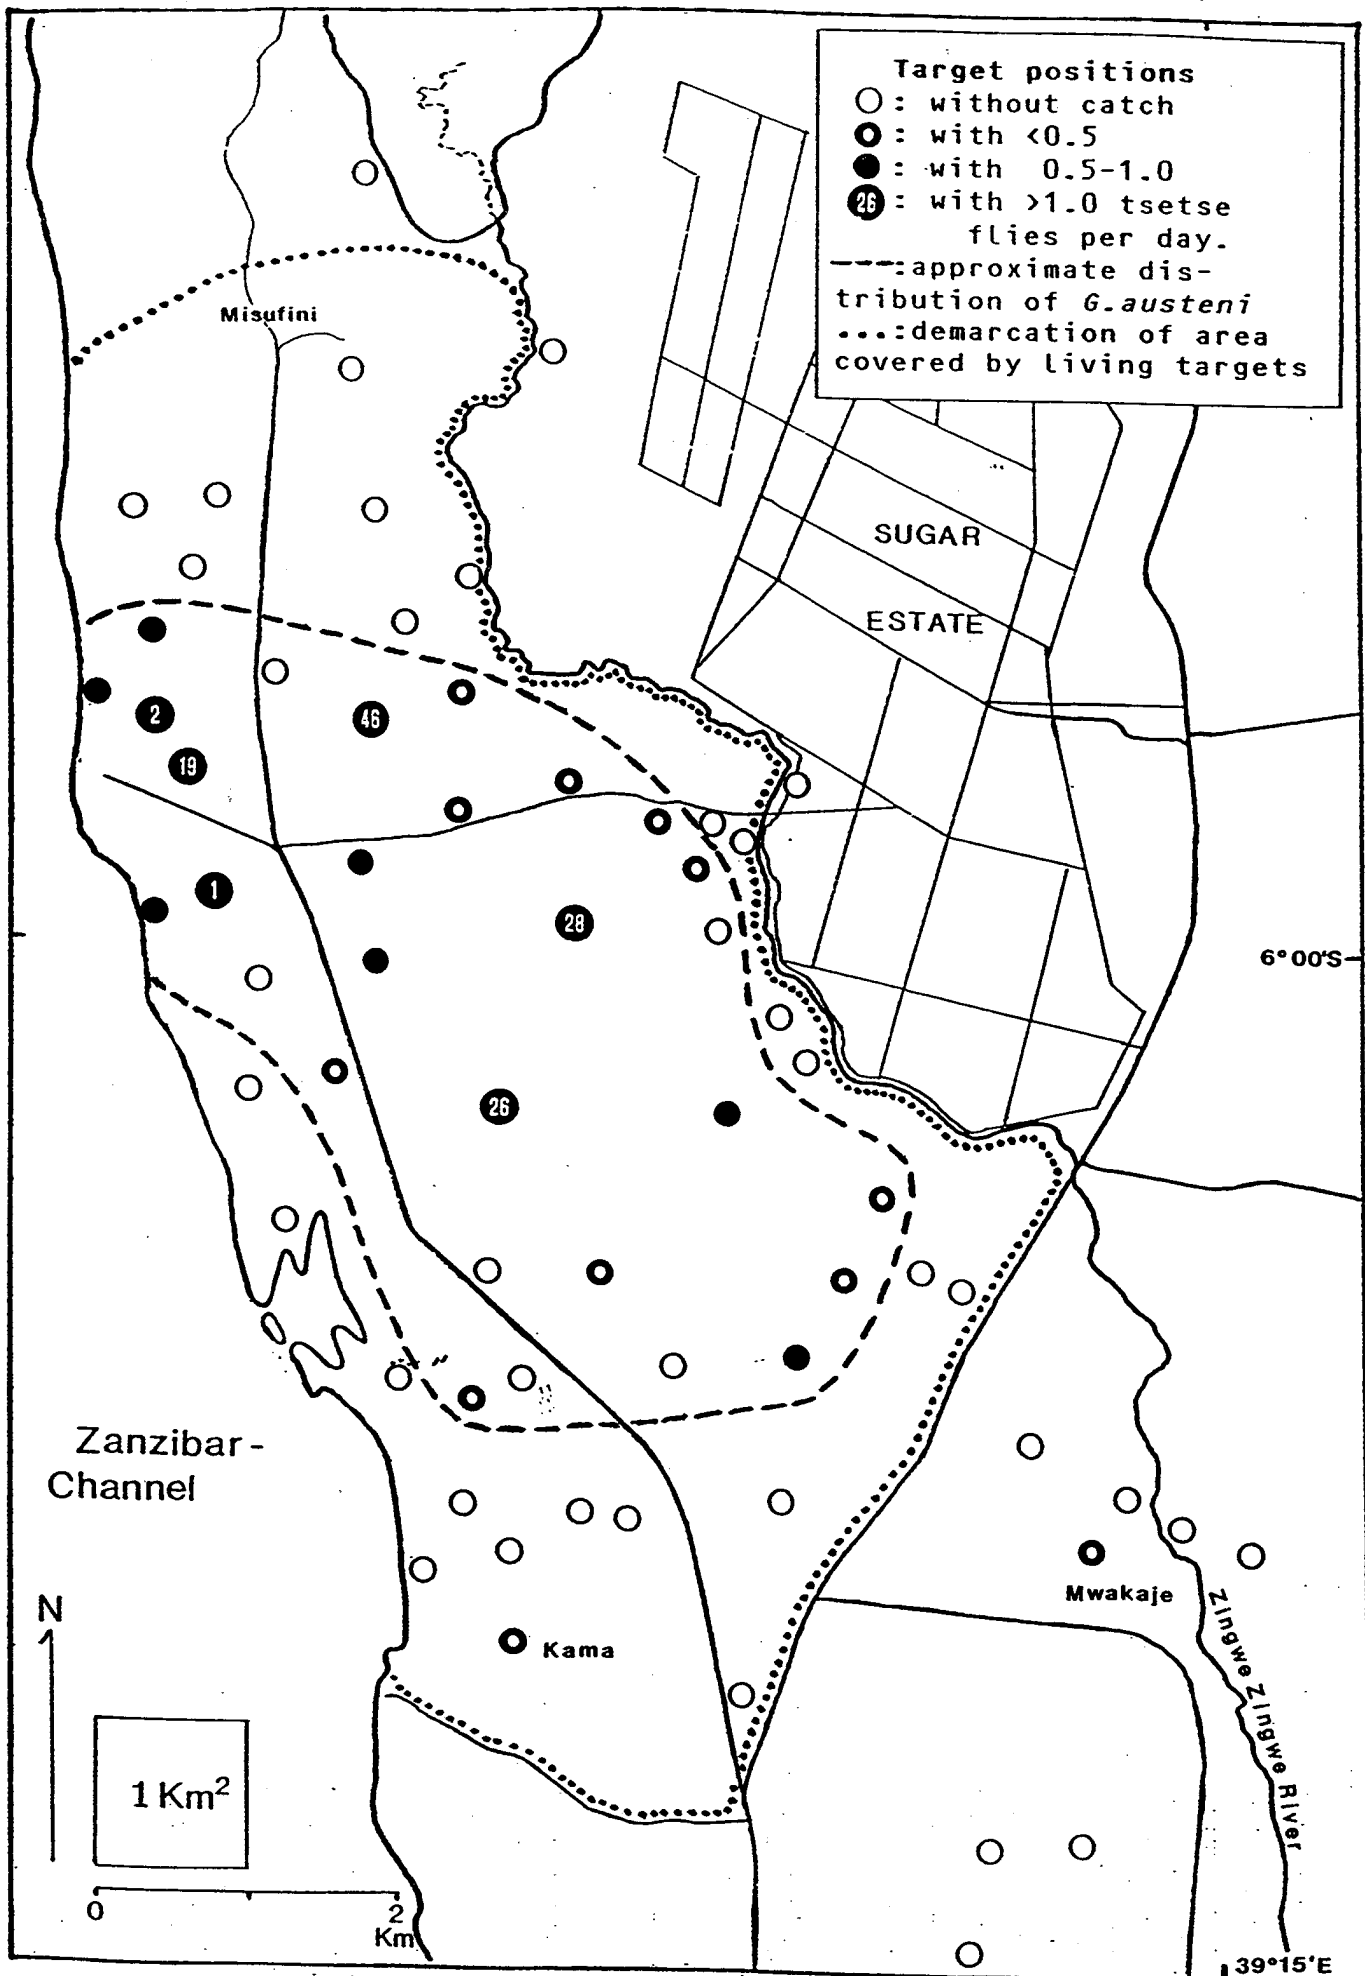 Target positions
: without catch
: with <0.5
: with 0.5-1.0
26 : with >1.0 tsetse
flies per day.
---:approximate dis-
tribution of G.austeni
...:demarcation of area
covered by living targets
Misufini
SUGAR
ESTATE
2
46
19
1
28
6°00'S
26
Zanzibar-
Channel
Mwakaje
Zingwe Zingwe River
N
Kama
1 Km²
0
2
Km
39°15'E